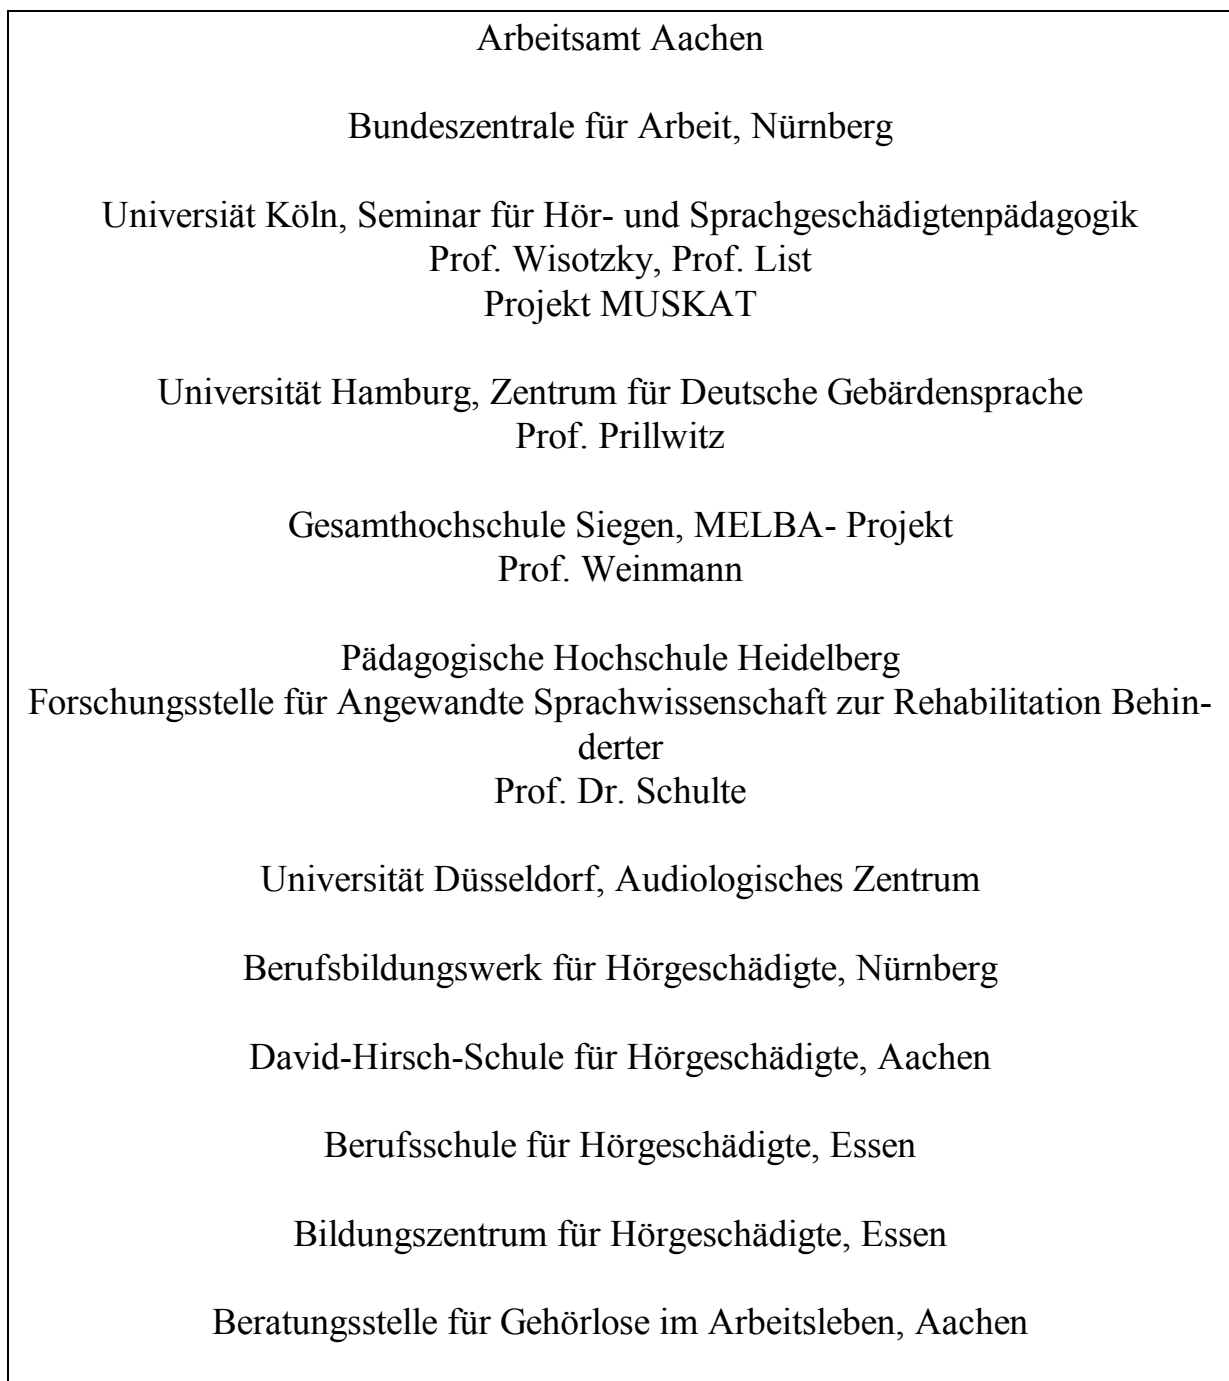 Arbeitsamt Aachen
Bundeszentrale für Arbeit, Nürnberg
Universiät Köln, Seminar für Hör- und Sprachgeschädigtenpädagogik
Prof. Wisotzky, Prof. List
Projekt MUSKAT
Universität Hamburg, Zentrum für Deutsche Gebärdensprache
Prof. Prillwitz
Gesamthochschule Siegen, MELBA- Projekt
Prof. Weinmann
Pädagogische Hochschule Heidelberg
Forschungsstelle für Angewandte Sprachwissenschaft zur Rehabilitation Behin-
derter
Prof. Dr. Schulte
Universität Düsseldorf, Audiologisches Zentrum
Berufsbildungswerk für Hörgeschädigte, Nürnberg
David-Hirsch-Schule für Hörgeschädigte, Aachen
Berufsschule für Hörgeschädigte, Essen
Bildungszentrum für Hörgeschädigte, Essen
Beratungsstelle für Gehörlose im Arbeitsleben, Aachen